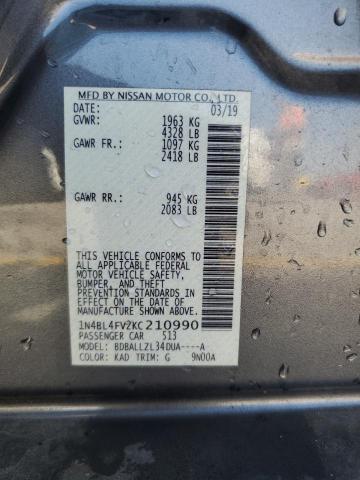 MFD BY NISSAN MOTOR CO., LTD.
DATE: 03/19
GVWR: 1963 KG
4328 LB
GAWR FR.: 1097 KG
2418 LB
GAWR RR.: 945 KG
2083 LB
THIS VEHICLE CONFORMS TO
ALL APPLICABLE FEDERAL
MOTOR VEHICLE SAFETY,
BUMPER, AND THEFT
PREVENTION STANDARDS IN
EFFECT ON THE DATE OF
MANUFACTURE SHOWN ABOVE.
1N4BL4FV2KC210990
PASSENGER CAR 513
MODEL: BDBALLZL34DUA----A
COLOR: KAD TRIM: G 9N00A